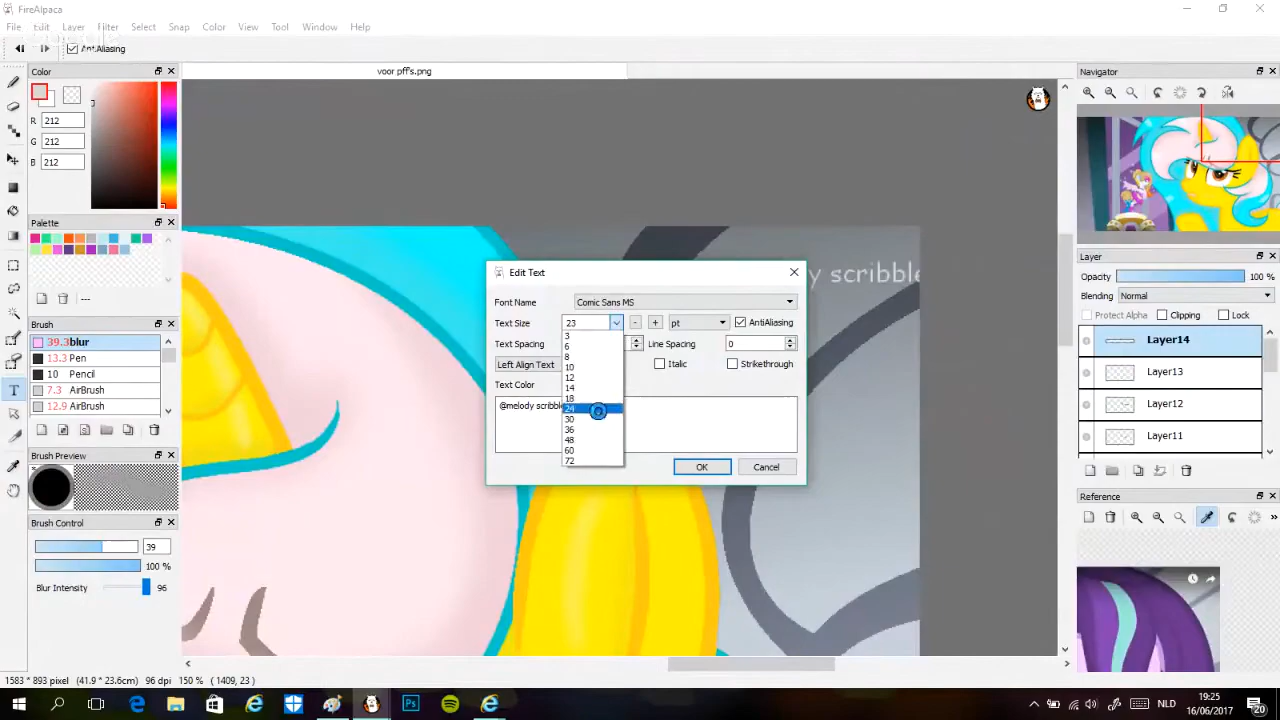 FireAlpaca
File Edit Layer Filter Select Snap Color View Tool Window Help
AntiAliasing
Color
voor pffs.png
Navigator
R 212
G 212
B 212
Palette
---
Brush
39.3 blur
13.3 Pen
10 Pencil
7.3 AirBrush
12.9 AirBrush
Brush Preview
Brush Control
39
100 %
Blur Intensity 96
y scribble
Edit Text
Font Name Comic Sans MS
Text Size 23 - + pt AntiAliasing
Text Spacing Line Spacing 0
Left Align Text Italic Strikethrough
Text Color
@melody scribble
3
6
8
10
12
14
18
24
30
36
48
60
72
OK Cancel
Layer
Opacity 100 %
Blending Normal
Protect Alpha Clipping Lock
Layer14
Layer13
Layer12
Layer11
Reference
1583 * 893 pixel (41.9 * 23.6cm) 96 dpi 150 % ( 1409, 23 )
NLD
19:25
16/06/2017
20